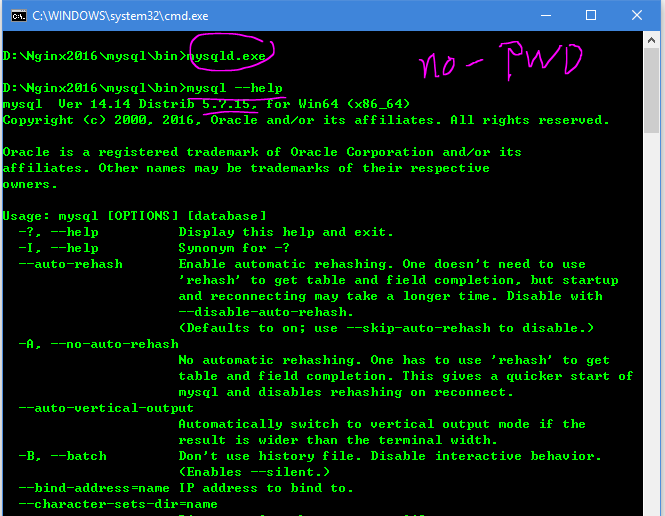 C:\WINDOWS\system32\cmd.exe
D:\Nginx2016\mysql\bin>mysqld.exe
no-PWD
D:\Nginx2016\mysql\bin>mysql --help
mysql  Ver 14.14 Distrib 5.7.15, for Win64 (x86_64)
Copyright (c) 2000, 2016, Oracle and/or its affiliates. All rights reserved.
Oracle is a registered trademark of Oracle Corporation and/or its
affiliates. Other names may be trademarks of their respective
owners.
Usage: mysql [OPTIONS] [database]
  -?, --help          Display this help and exit.
  -I, --help          Synonym for -?
  --auto-rehash       Enable automatic rehashing. One doesn't need to use
                      'rehash' to get table and field completion, but startup
                      and reconnecting may take a longer time. Disable with
                      --disable-auto-rehash.
                      (Defaults to on; use --skip-auto-rehash to disable.)
  -A, --no-auto-rehash
                      No automatic rehashing. One has to use 'rehash' to get
                      table and field completion. This gives a quicker start of
                      mysql and disables rehashing on reconnect.
  --auto-vertical-output
                      Automatically switch to vertical output mode if the
                      result is wider than the terminal width.
  -B, --batch         Don't use history file. Disable interactive behavior.
                      (Enables --silent.)
  --bind-address=name IP address to bind to.
  --character-sets-dir=name